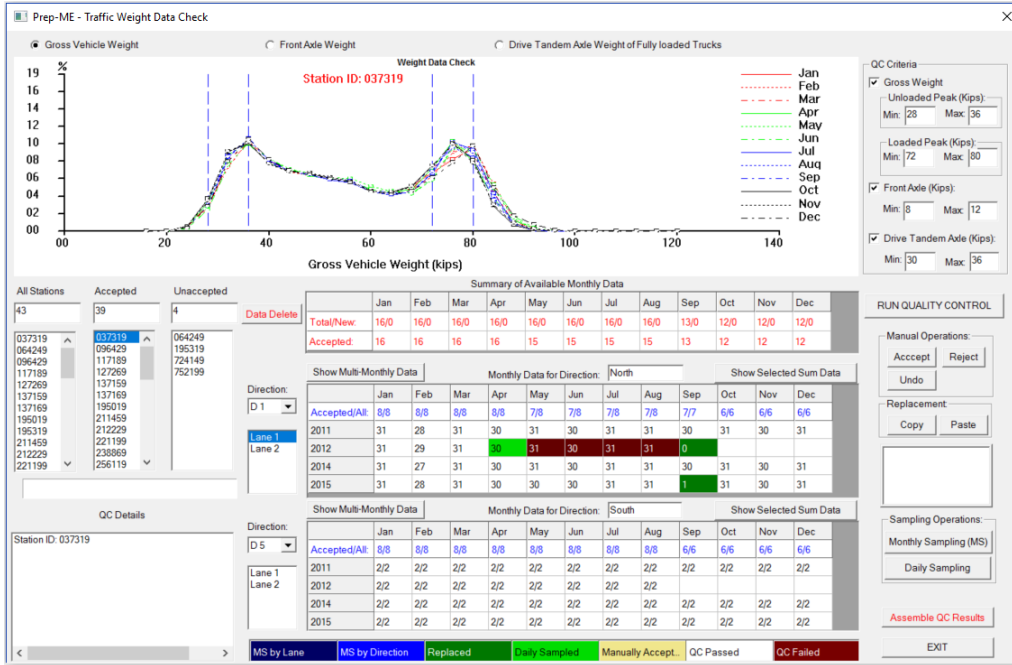 Prep-ME - Traffic Weight Data Check
Gross Vehicle Weight Front Axle Weight Drive Tandem Axle Weight of Fully loaded Trucks
Weight Data Check
Station ID: 037319
%
19
16
14
12
10
08
06
04
02
00
00 20 40 60 80 100 120 140
Gross Vehicle Weight (kips)
Jan
Feb
Mar
Apr
May
Jun
Jul
Aug
Sep
Oct
Nov
Dec
QC Criteria
Gross Weight
Unloaded Peak (Kips):
Min: 28 Max: 36
Loaded Peak (Kips):
Min: 72 Max: 80
Front Axle (Kips):
Min: 8 Max: 12
Drive Tandem Axle (Kips):
Min: 30 Max: 36
All Stations Accepted Unaccepted
43 39 4
Data Delete
037319
064249
096429
117189
127269
137159
137169
195019
195319
211459
212229
221199
037319
096429
117189
127269
137159
137169
195019
211459
212229
221199
238869
256119
064249
195319
724149
752199
QC Details
Station ID: 037319
Summary of Available Monthly Data
Jan Feb Mar Apr May Jun Jul Aug Sep Oct Nov Dec
Total/New: 16/0 16/0 16/0 16/0 16/0 16/0 16/0 16/0 13/0 12/0 12/0 12/0
Accepted: 16 16 16 16 15 15 15 15 13 12 12 12
Show Multi-Monthly Data Monthly Data for Direction: North Show Selected Sum Data
Direction:
D 1
Lane 1
Lane 2
Jan Feb Mar Apr May Jun Jul Aug Sep Oct Nov Dec
Accepted/All: 8/8 8/8 8/8 8/8 7/8 7/8 7/8 7/8 7/7 6/6 6/6 6/6
2011 31 28 31 30 31 30 31 31 30 31 30 31
2012 31 29 31 30 31 30 31 31 0
2014 31 27 31 30 31 30 31 31 30 31 30 31
2015 31 28 31 30 31 30 31 31 1 31 30 31
Show Multi-Monthly Data Monthly Data for Direction: South Show Selected Sum Data
Direction:
D 5
Lane 1
Lane 2
Jan Feb Mar Apr May Jun Jul Aug Sep Oct Nov Dec
Accepted/All: 8/8 8/8 8/8 8/8 8/8 8/8 8/8 8/8 6/6 6/6 6/6 6/6
2011 2/2 2/2 2/2 2/2 2/2 2/2 2/2 2/2 2/2 2/2 2/2 2/2
2012 2/2 2/2 2/2 2/2 2/2 2/2 2/2 2/2
2014 2/2 2/2 2/2 2/2 2/2 2/2 2/2 2/2 2/2 2/2 2/2 2/2
2015 2/2 2/2 2/2 2/2 2/2 2/2 2/2 2/2 2/2 2/2 2/2 2/2
MS by Lane MS by Direction Replaced Daily Sampled Manually Accept.. QC Passed QC Failed
RUN QUALITY CONTROL
Manual Operations:
Acccept Reject
Undo
Replacement:
Copy Paste
Sampling Operations:
Monthly Sampling (MS)
Daily Sampling
Assemble QC Results
EXIT